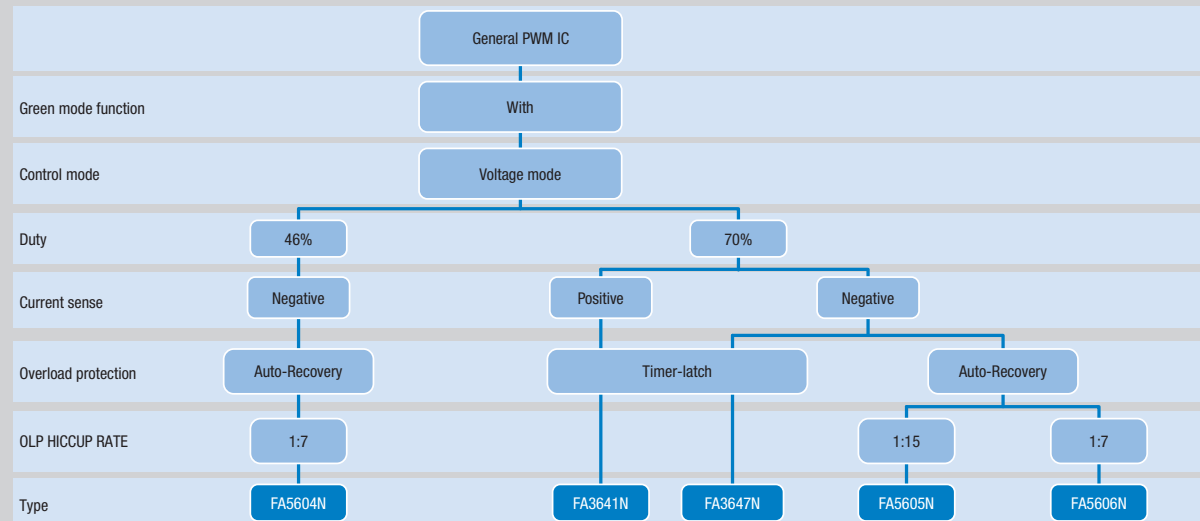 General PWM IC
Green mode function
With
Control mode
Voltage mode
Duty
46%
70%
Current sense
Negative
Positive
Negative
Overload protection
Auto-Recovery
Timer-latch
Auto-Recovery
OLP HICCUP RATE
1:7
1:15
1:7
Type
FA5604N
FA3641N
FA3647N
FA5605N
FA5606N